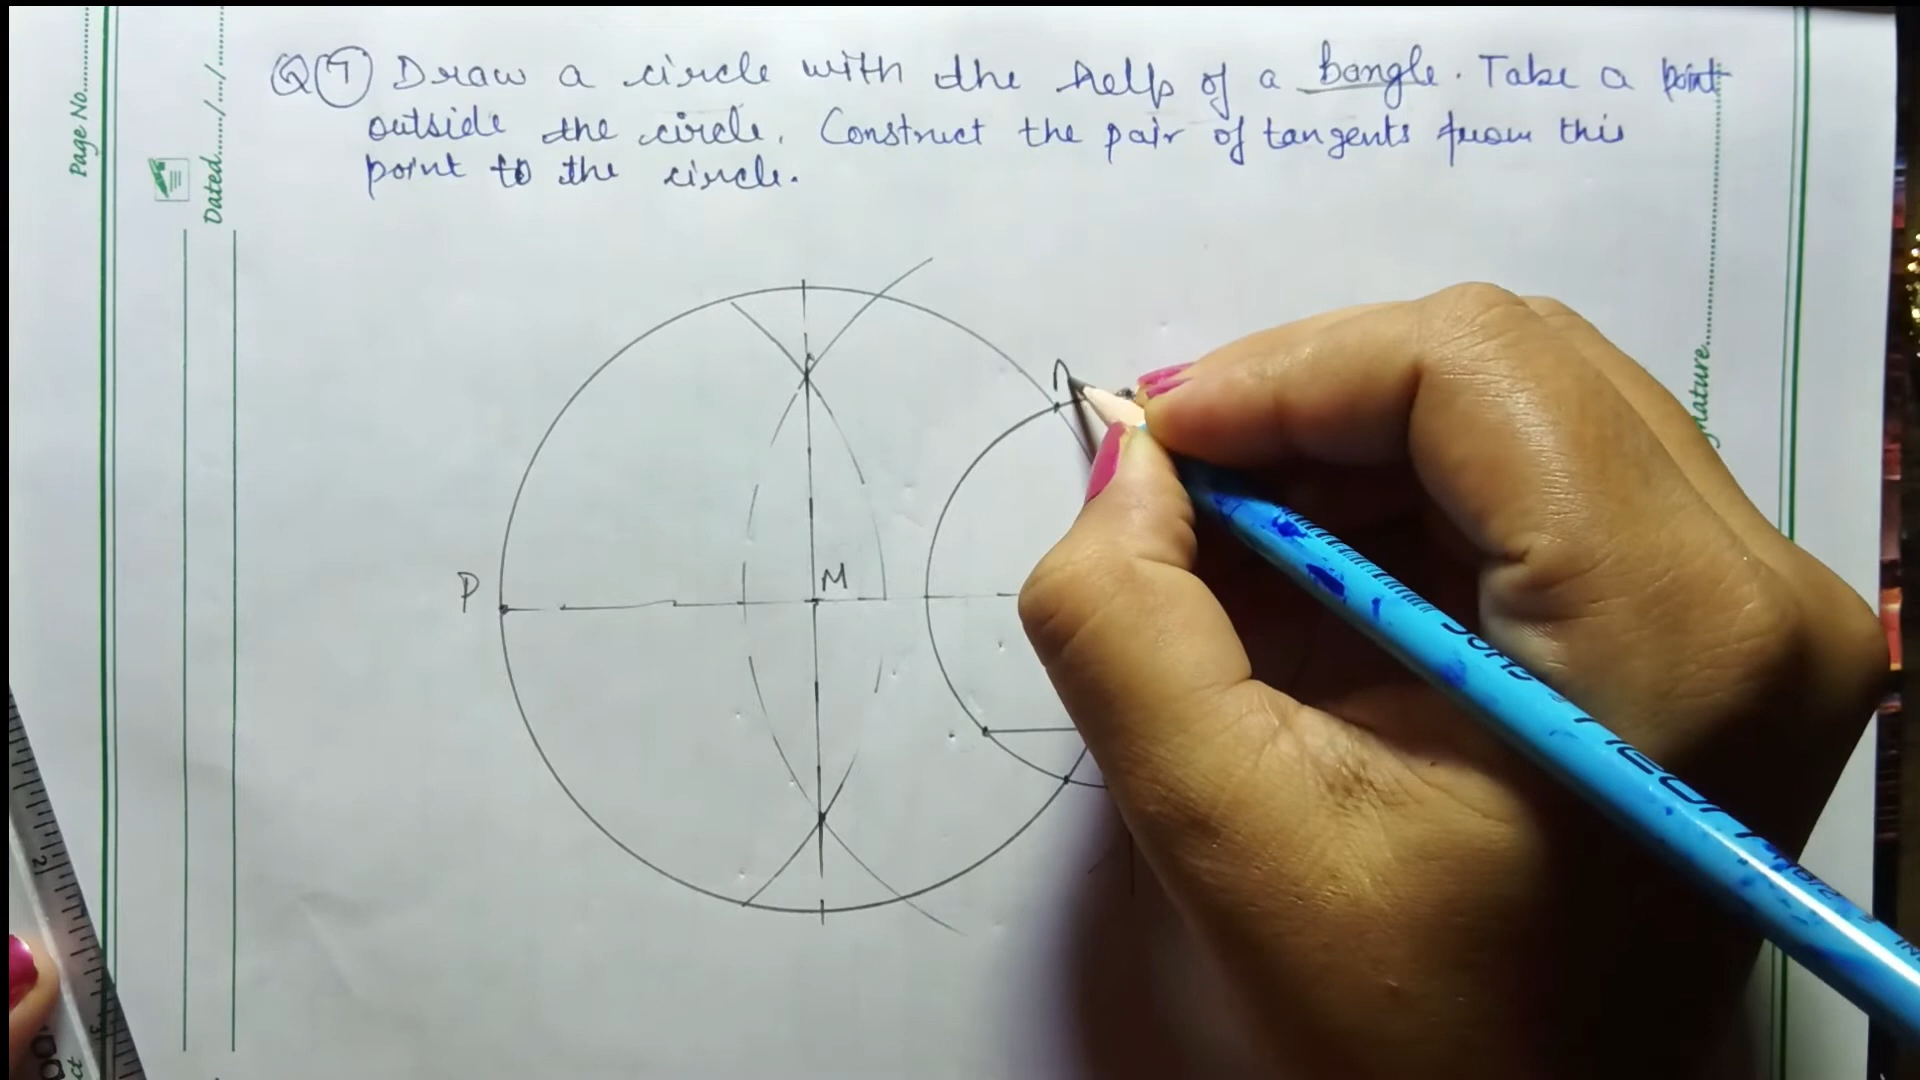 Q 7 Draw a circle with the help of a bangle. Take a point
outside the circle. Construct the pair of tangents from this
point to the circle.
Page No.
Dated....../...../....../
nature
P
M